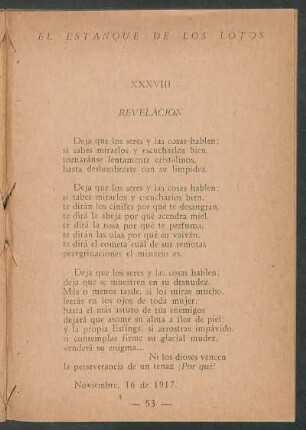 EL ESTANQUE DE LOS LOTOS
XXXVIII
REVELACION
Deja que los seres y las cosas hablen:
si sabes mirarlos y escucharlos bien,
tornaránse lentamente cristalinos,
hasta deslumbrarte con su limpidez.
Deja que los seres y las cosas hablen:
si sabes mirarlos y escucharlos bien,
te dirán los cinifes por qué te desangran,
te dirá la abeja por qué acendra miel,
te dirá la rosa por qué te perfuma,
te dirán las olas por qué su vaivén,
te dirá el cometa cuál de sus remotas
peregrinaciones el misterio es.
Deja que los seres y las cosas hablen:
deja que se muestren en su desnudez.
Más o menos tarde, si los miras mucho,
leerás en los ojos de toda mujer;
hasta el más astuto de tus enemigos
dejará que asome su alma a flor de piel;
y la propia Esfinge, si arrostras impávido,
si contemplas firme su glacial mudez,
venderá su enigma...
Ni los dioses vencen
la perseverancia de un tenaz ¡Por qué!
Noviembre, 16 de 1917.
— 53 —